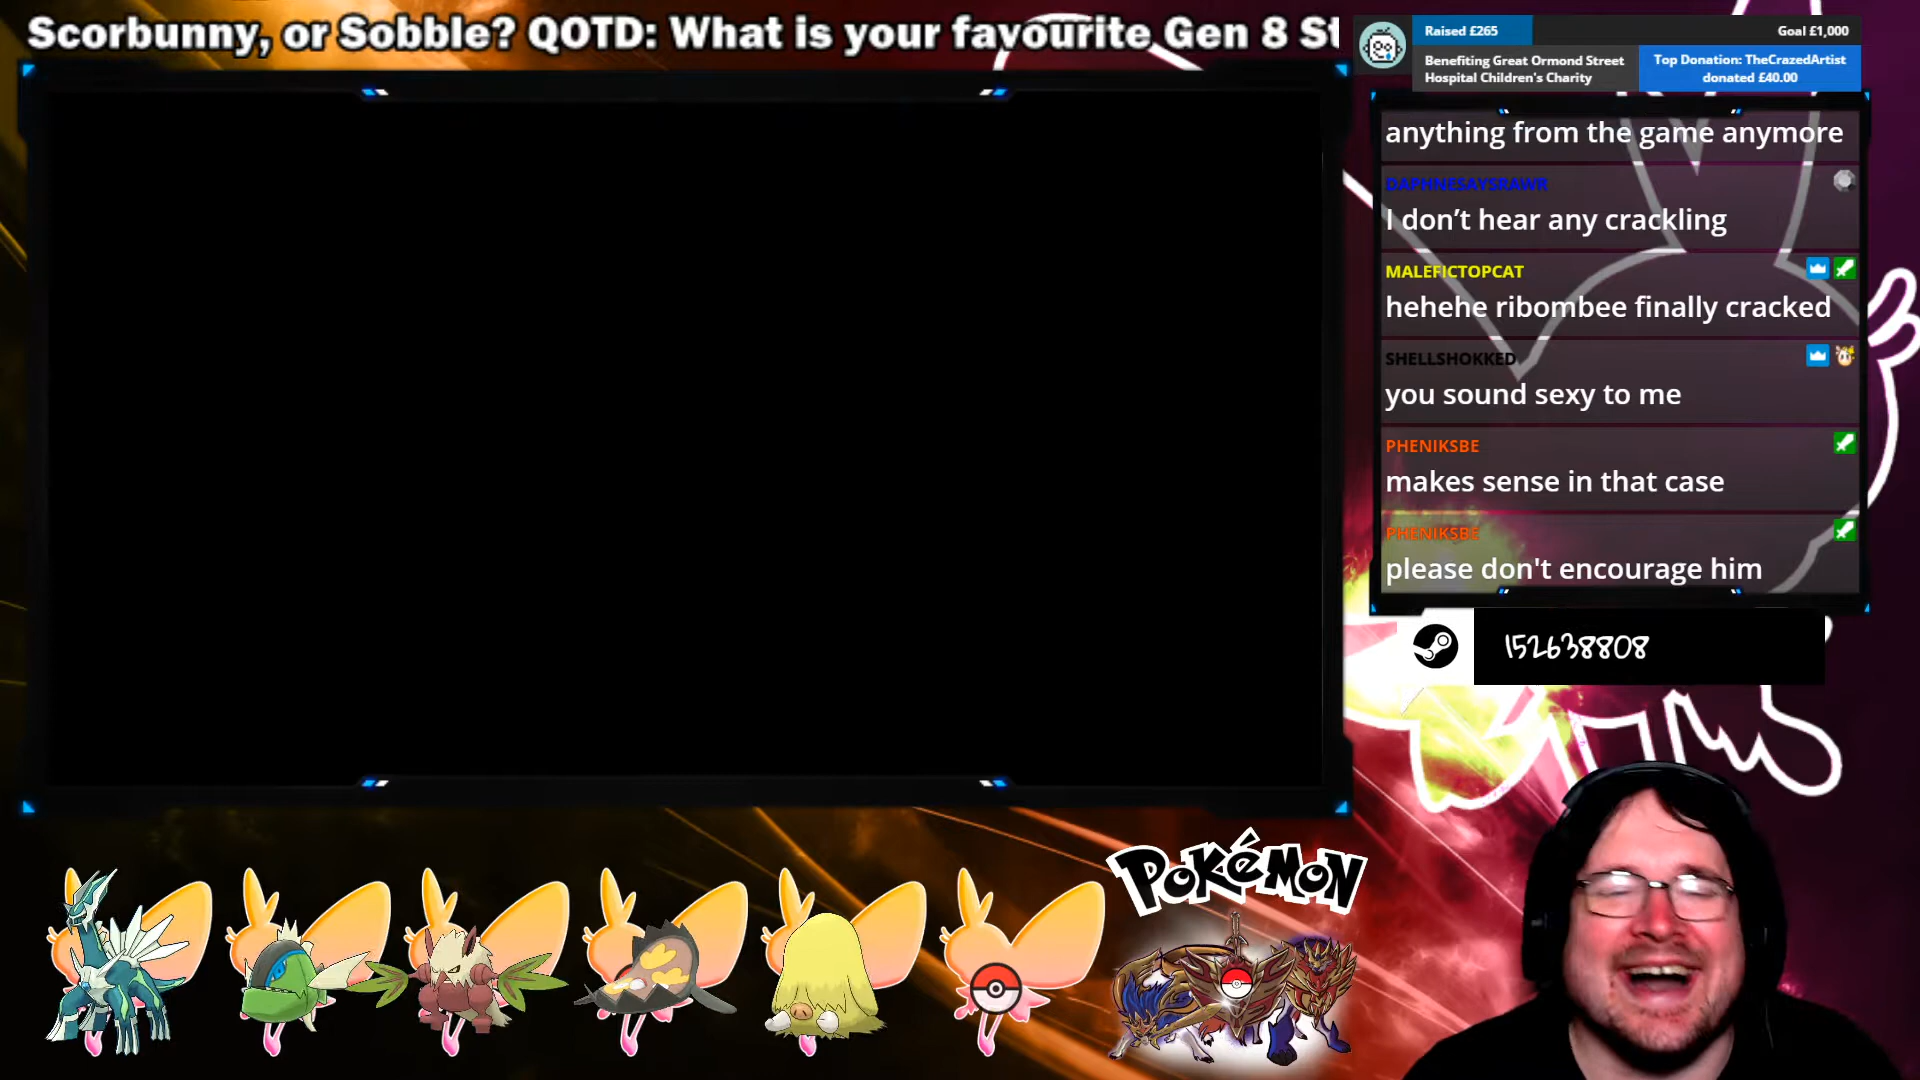 Scorbunny, or Sobble? QOTD: What is your favourite Gen 8 St
Raised £265
Goal £1,000
Benefiting Great Ormond Street
Hospital Children's Charity
Top Donation: TheCrazedArtist
donated £40.00
anything from the game anymore
DAPHNESAYSRAWR
I don’t hear any crackling
MALEFICTOPCAT
hehehe ribombee finally cracked
SHELLSHOKKED
you sound sexy to me
PHENIKSBE
makes sense in that case
PHENIKSBE
please don't encourage him
152638808
POKéMON